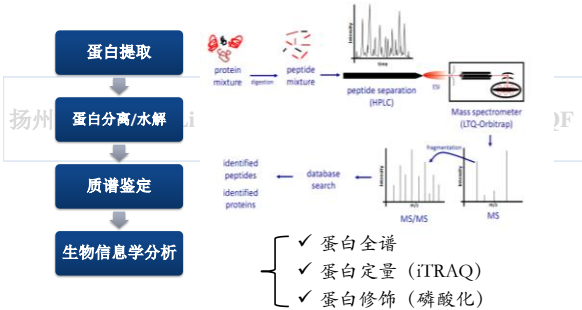 蛋白提取
蛋白分离/水解
质谱鉴定
生物信息学分析
扬州
Li
QF
protein
mixture
digestion
peptide
mixture
Intensity
time
peptide separation
(HPLC)
ESI
Mass spectrometer
(LTQ-Orbitrap)
fragmentation
Intensity
m/z
MS
Intensity
m/z
MS/MS
database
search
identified
peptides
identified
proteins
✓ 蛋白全谱
✓ 蛋白定量（iTRAQ）
✓ 蛋白修饰（磷酸化）